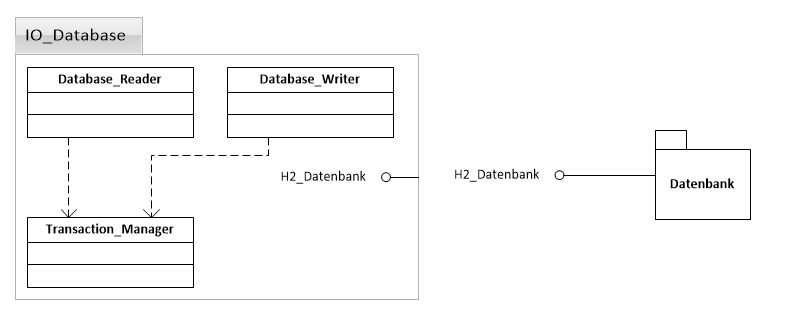 IO_Database
Database_Reader
Database_Writer
H2_Datenbank
H2_Datenbank
Datenbank
Transaction_Manager